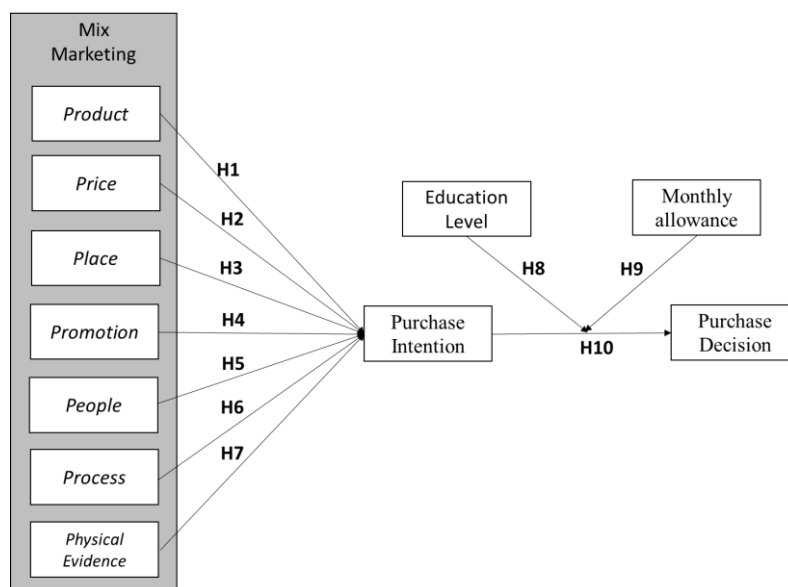 Mix
Marketing
Product
Price
Place
Promotion
People
Process
Physical
Evidence
H1
H2
H3
H4
H5
H6
H7
Purchase
Intention
Education
Level
Monthly
allowance
H8
H9
H10
Purchase
Decision